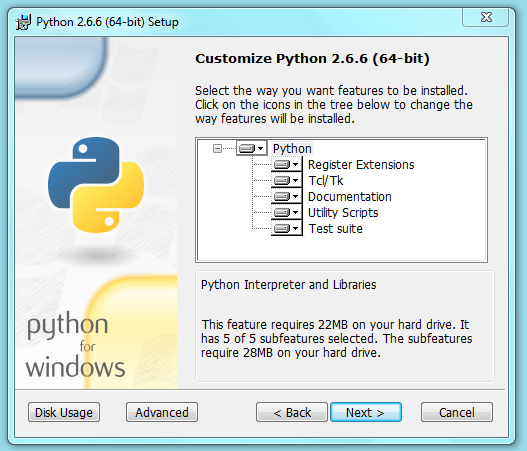 Python 2.6.6 (64-bit) Setup
Customize Python 2.6.6 (64-bit)
Select the way you want features to be installed.
Click on the icons in the tree below to change the
way features will be installed.
Python
Register Extensions
Tcl/Tk
Documentation
Utility Scripts
Test suite
Python Interpreter and Libraries
This feature requires 22MB on your hard drive. It
has 5 of 5 subfeatures selected. The subfeatures
require 28MB on your hard drive.
python
for
windows
Disk Usage
Advanced
< Back
Next >
Cancel